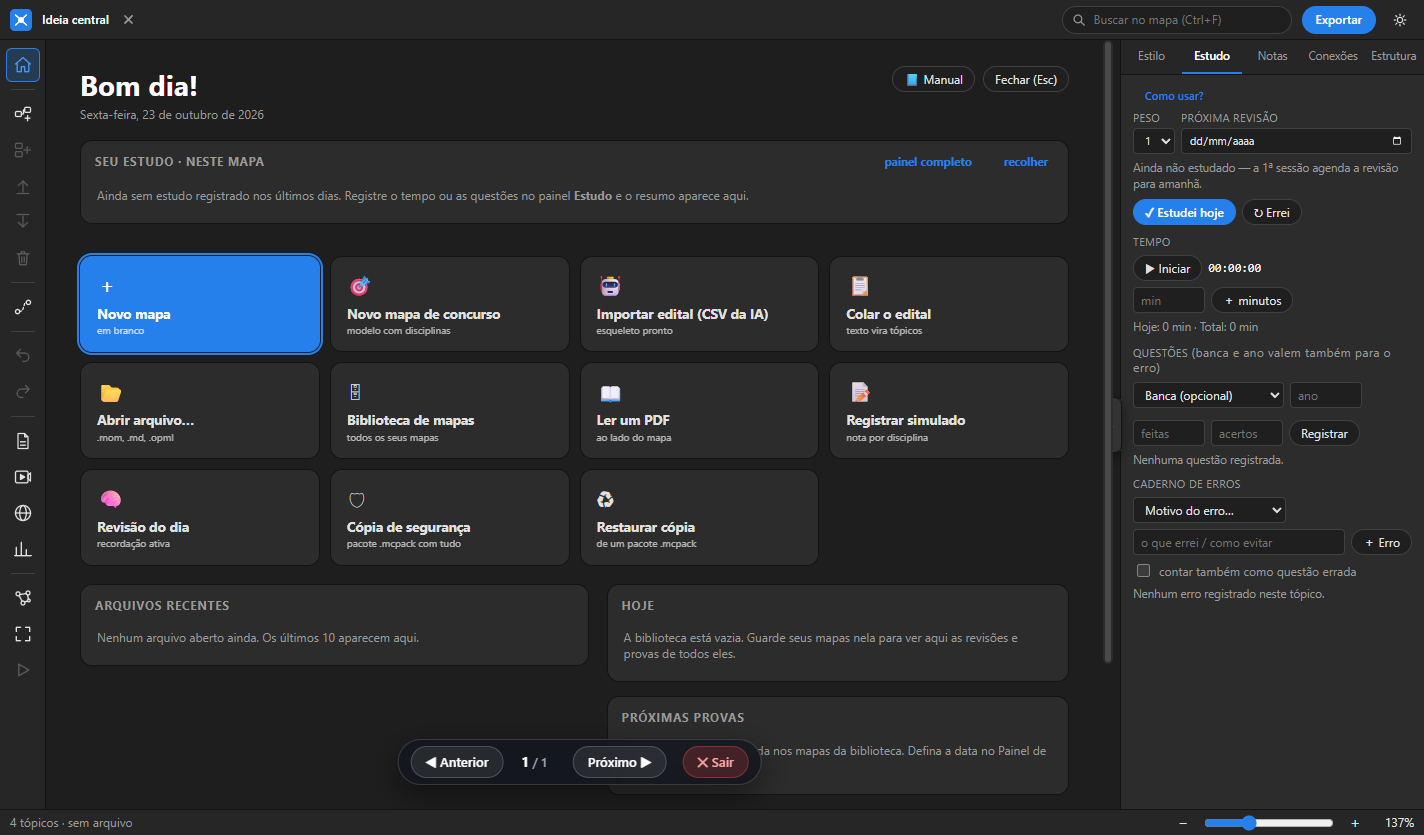 Ideia central
Buscar no mapa (Ctrl+F)
Exportar
Bom dia!
Sexta-feira, 23 de outubro de 2026
Manual
Fechar (Esc)
SEU ESTUDO · NESTE MAPA
painel completo
recolher
Ainda sem estudo registrado nos últimos dias. Registre o tempo ou as questões no painel Estudo e o resumo aparece aqui.
+
Novo mapa
em branco
Novo mapa de concurso
modelo com disciplinas
Importar edital (CSV da IA)
esqueleto pronto
Colar o edital
texto vira tópicos
Abrir arquivo...
.mom, .md, .opml
Biblioteca de mapas
todos os seus mapas
Ler um PDF
ao lado do mapa
Registrar simulado
nota por disciplina
Revisão do dia
recordação ativa
Cópia de segurança
pacote .mcpack com tudo
Restaurar cópia
de um pacote .mcpack
ARQUIVOS RECENTES
Nenhum arquivo aberto ainda. Os últimos 10 aparecem aqui.
HOJE
A biblioteca está vazia. Guarde seus mapas nela para ver aqui as revisões e
provas de todos eles.
PRÓXIMAS PROVAS
nos mapas da biblioteca. Defina a data no Painel de
◀ Anterior
1 / 1
Próximo ▶
✕ Sair
Estilo
Estudo
Notas
Conexões
Estrutura
Como usar?
PESO
PRÓXIMA REVISÃO
1
dd/mm/aaaa
Ainda não estudado — a 1ª sessão agenda a revisão
para amanhã.
✓ Estudei hoje
↻ Errei
TEMPO
▶ Iniciar
00:00:00
min
+ minutos
Hoje: 0 min · Total: 0 min
QUESTÕES (banca e ano valem também para o
erro)
Banca (opcional)
ano
feitas
acertos
Registrar
Nenhuma questão registrada.
CADERNO DE ERROS
Motivo do erro...
o que errei / como evitar
+ Erro
contar também como questão errada
Nenhum erro registrado neste tópico.
4 tópicos · sem arquivo
−
+
137%